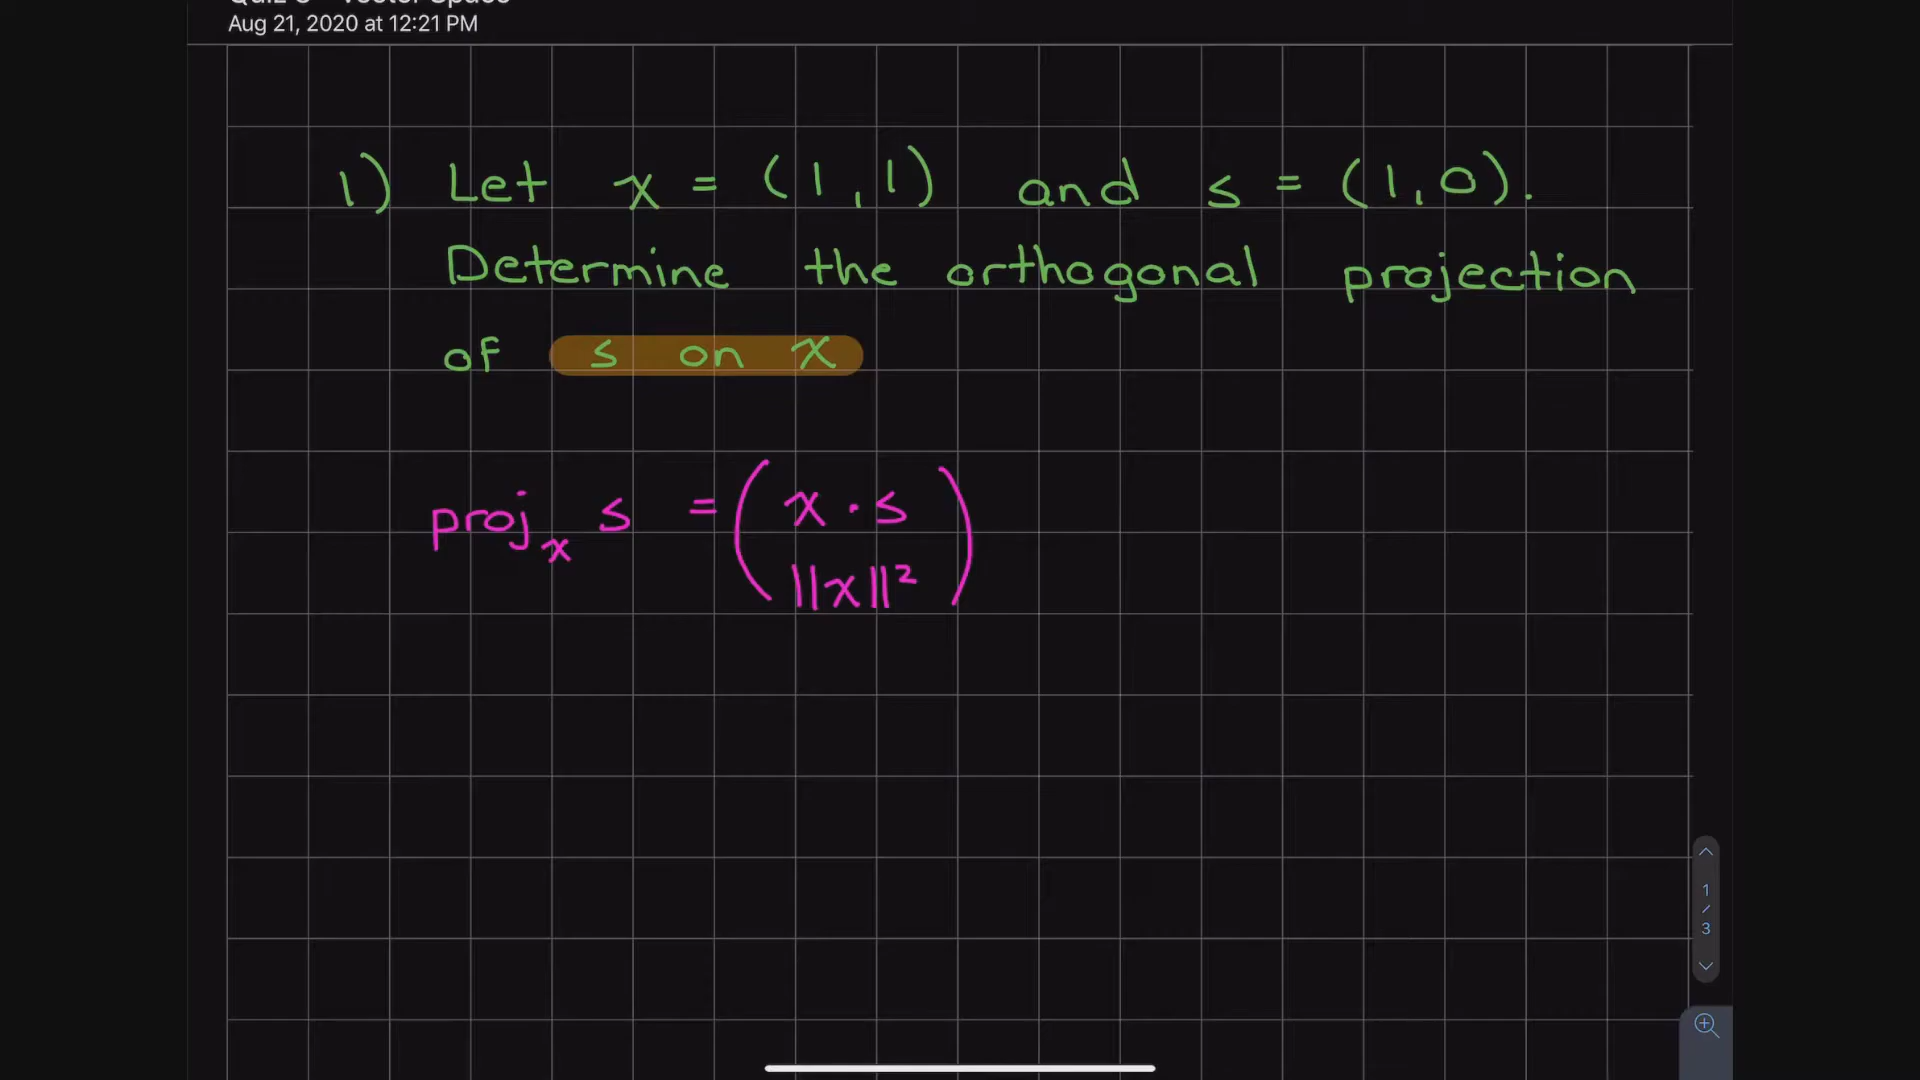 Aug 21, 2020 at 12:21 PM
1) Let x = (1,1) and s = (1,0).
Determine the orthogonal projection
of s on x
proj_x s = ( x · s
||x||² )
1
/
3